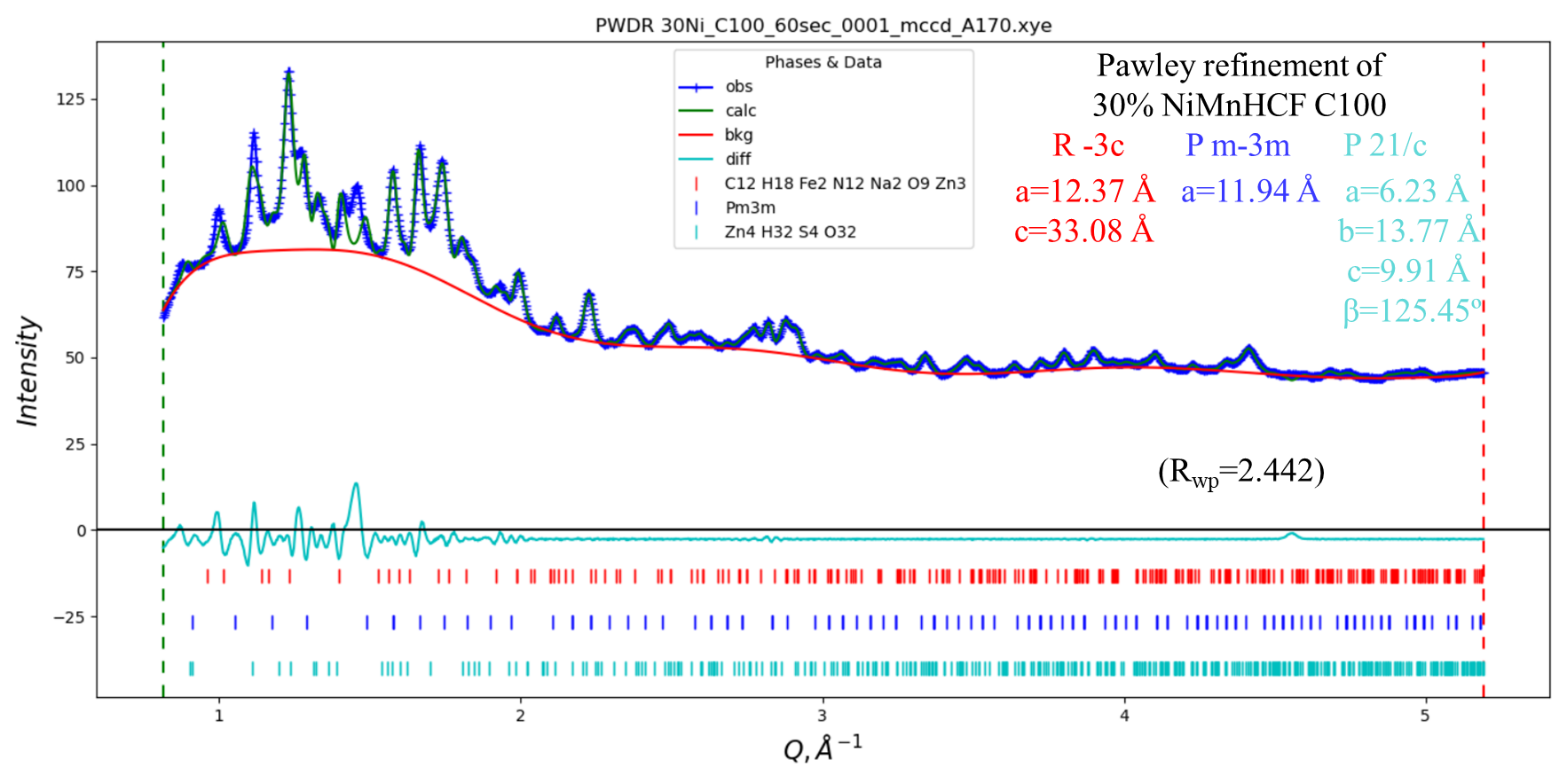 PWDR 30Ni_C100_60sec_0001_mccd_A170.xye
Phases & Data
obs
calc
bkg
diff
C12 H18 Fe2 N12 Na2 O9 Zn3
Pm3m
Zn4 H32 S4 O32
Pawley refinement of
30% NiMnHCF C100
R -3c P m-3m P 21/c
a=12.37 Å a=11.94 Å a=6.23 Å
c=33.08 Å b=13.77 Å
c=9.91 Å
β=125.45º
(Rwp=2.442)
Intensity
125
100
75
50
25
0
−25
1 2 3 4 5
Q, Å−1